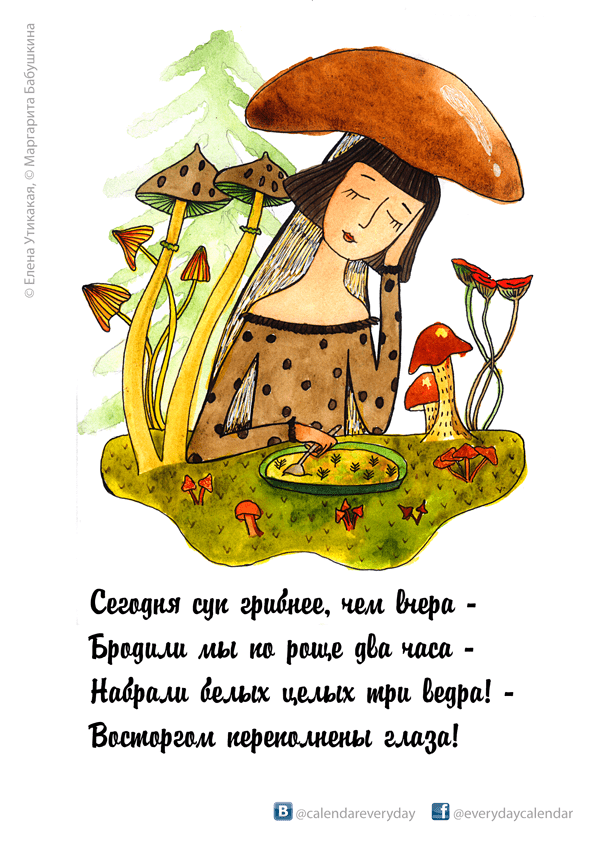 © Елена Утикакая, © Маргарита Бабушкина
Сегодня суп грибнее, чем вчера -
Бродили мы по роще два часа -
Набрали белых целых три ведра! -
Восторгом переполнены глаза!
B @calendareveryday f @everydaycalendar